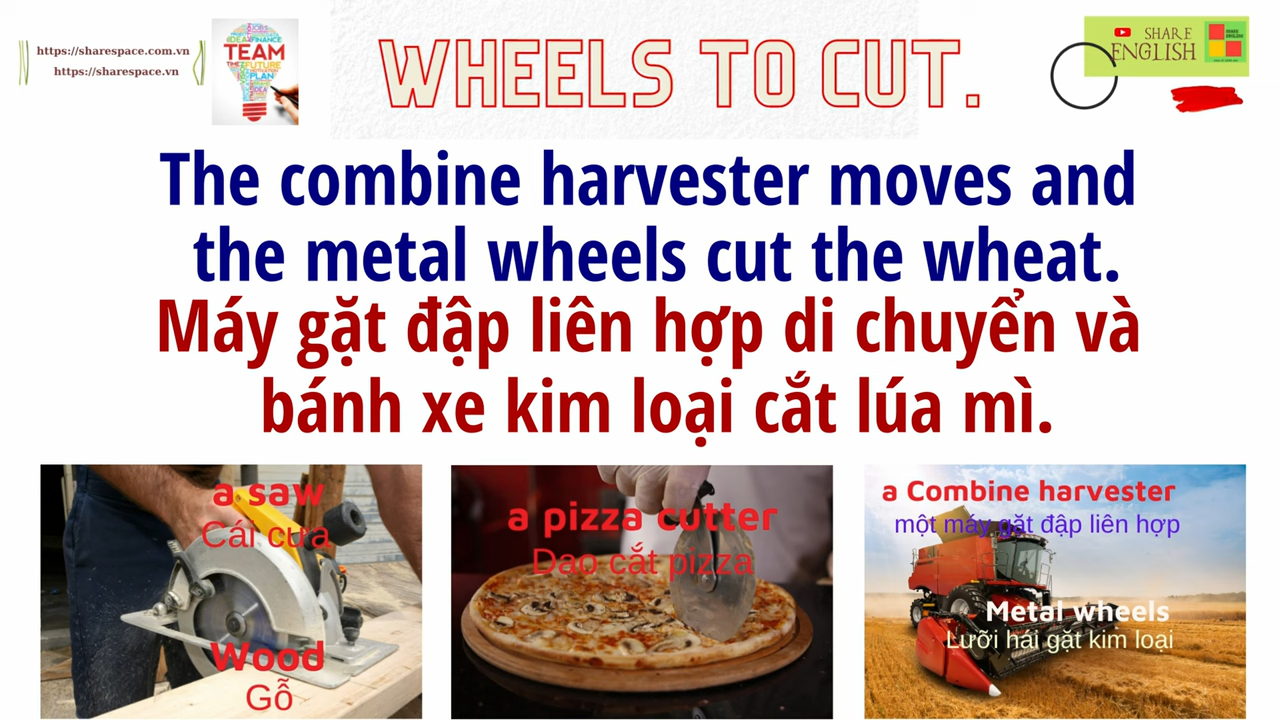 https://sharespace.com.vn
https://sharespace.vn
TEAM
FUTURE
PLAN
IDEA
WHEELS TO CUT.
SHARE
ENGLISH
The combine harvester moves and
the metal wheels cut the wheat.
Máy gặt đập liên hợp di chuyển và
bánh xe kim loại cắt lúa mì.
a saw
Cái cưa
Wood
Gỗ
a pizza cutter
Dao cắt pizza
a Combine harvester
một máy gặt đập liên hợp
Metal wheels
Lưỡi hái gặt kim loại